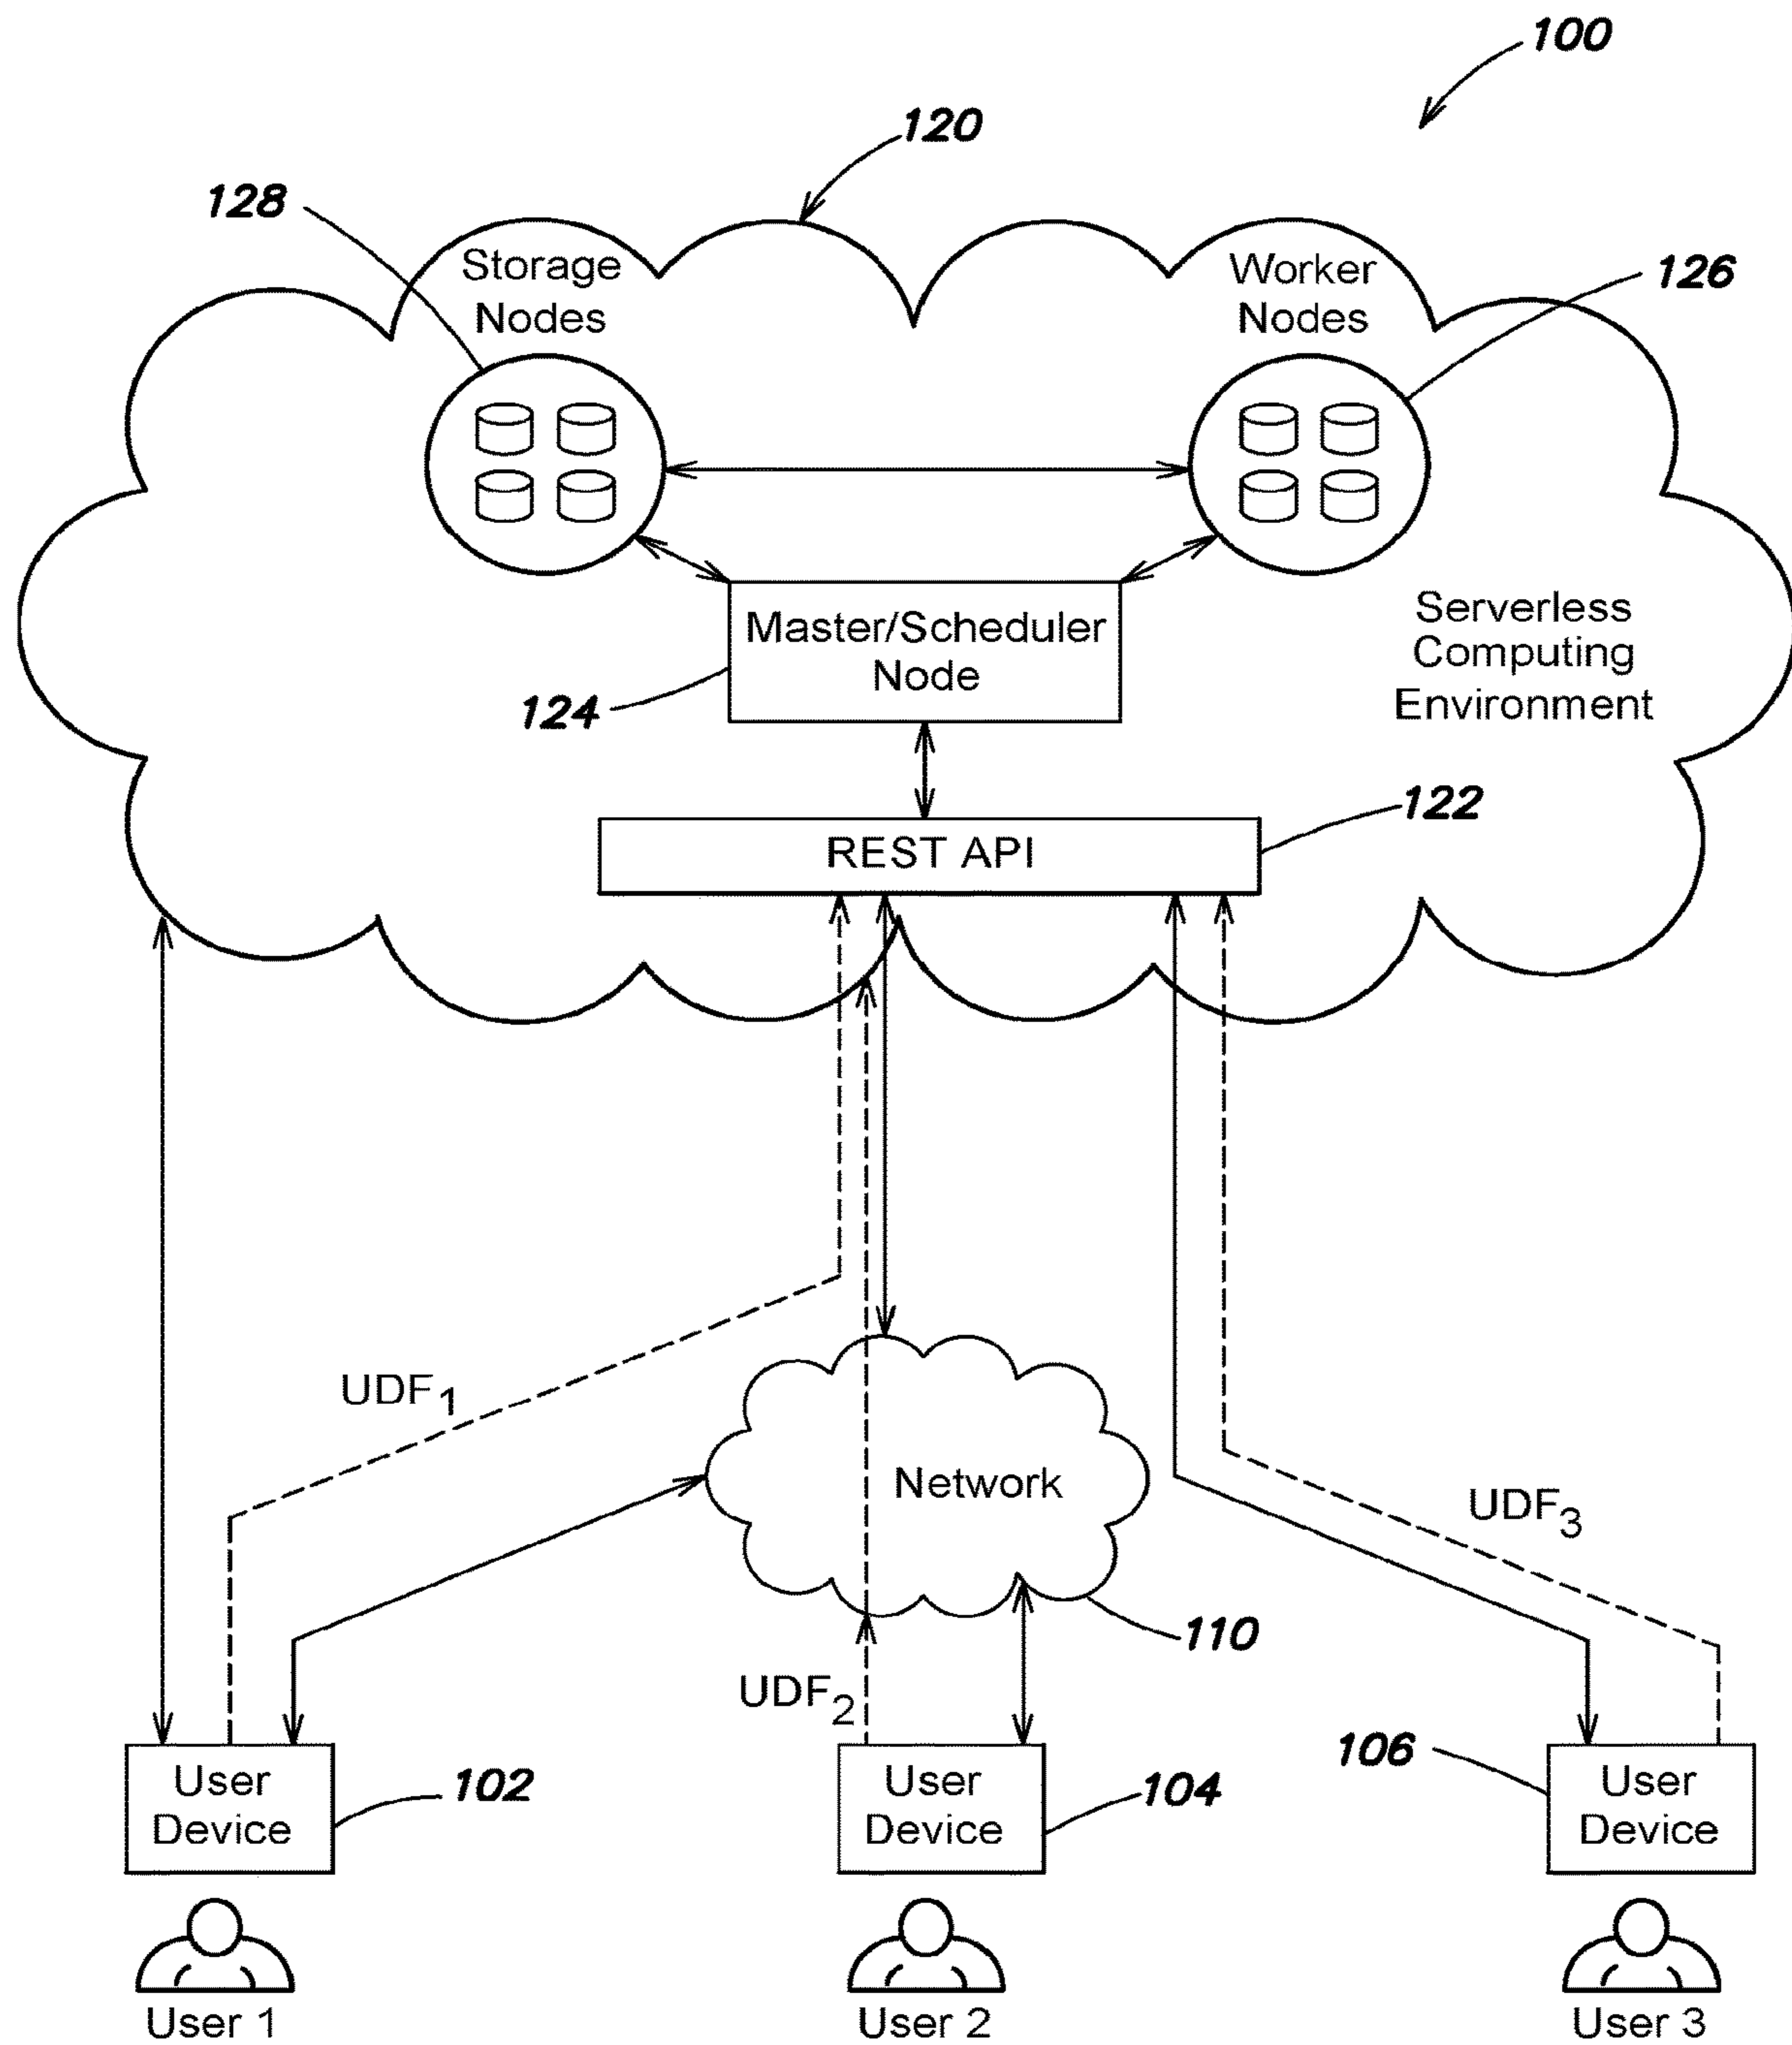 100
120
128
Storage
Nodes
Worker
Nodes
126
Master/Scheduler
Node
124
Serverless
Computing
Environment
122
REST API
UDF1
Network
UDF3
110
UDF2
User
Device
102
User
Device
104
106
User
Device
User 1
User 2
User 3